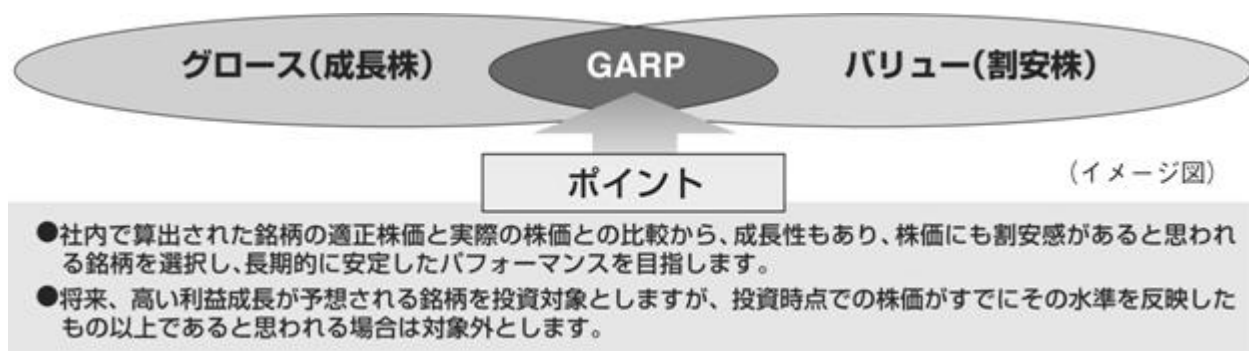 グロース(成長株)
GARP
バリュー(割安株)
ポイント
(イメージ図)
●社内で算出された銘柄の適正株価と実際の株価との比較から、成長性もあり、株価にも割安感があると思われ
る銘柄を選択し、長期的に安定したパフォーマンスを目指します。
●将来、高い利益成長が予想される銘柄を投資対象としますが、投資時点での株価がすでにその水準を反映した
もの以上であると思われる場合は対象外とします。